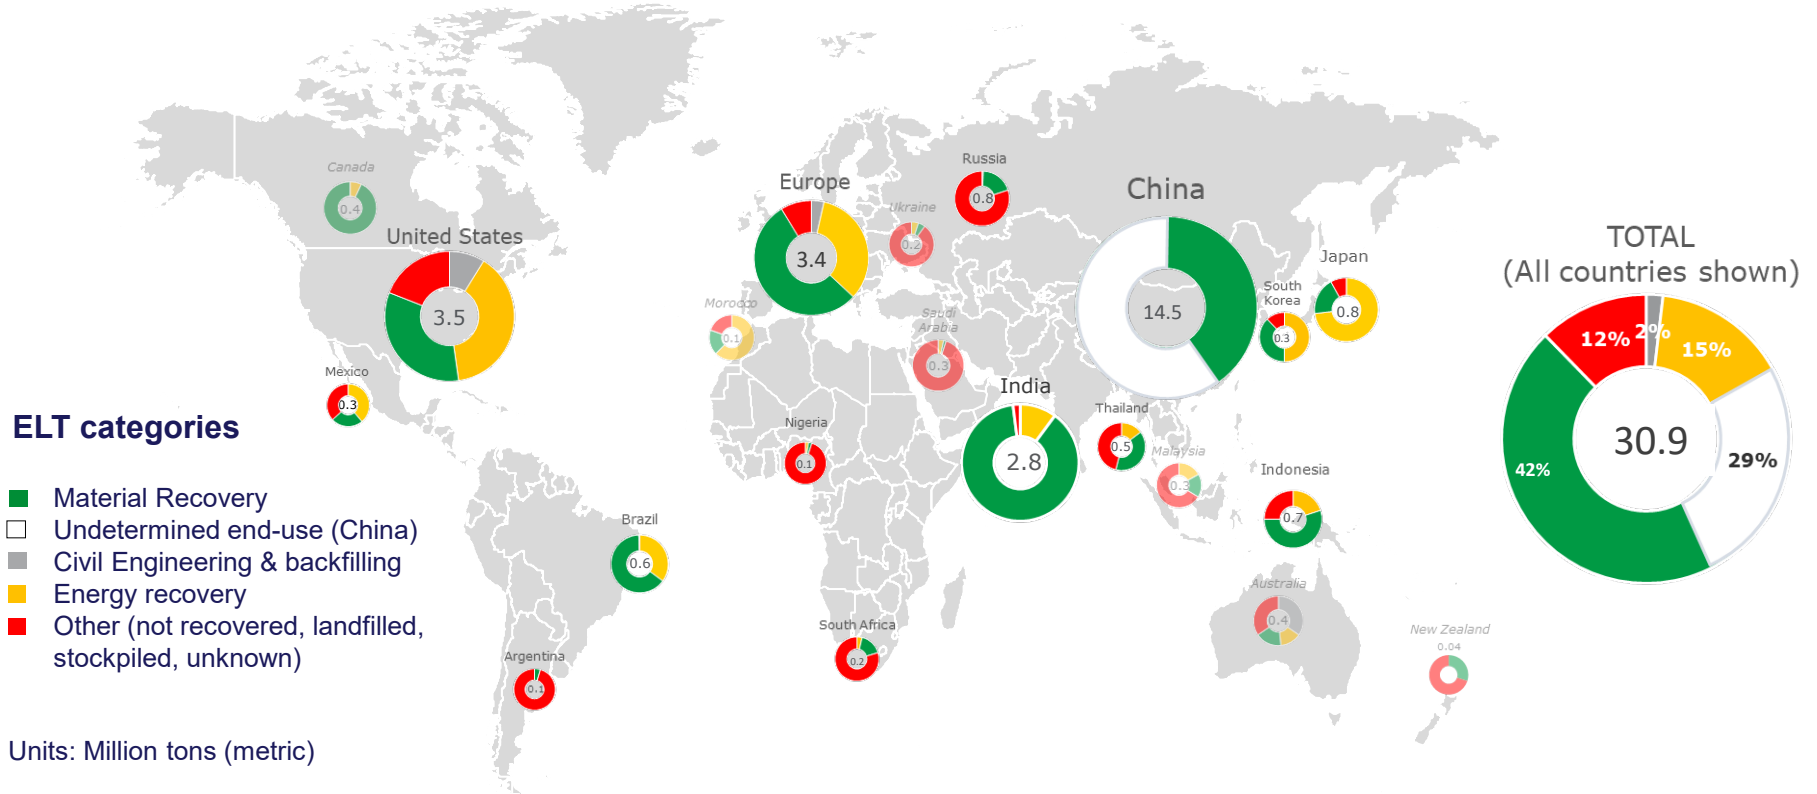 Canada
0.4
United States
3.5
Mexico
0.3
ELT categories
Material Recovery
Undetermined end-use (China)
Civil Engineering & backfilling
Energy recovery
Other (not recovered, landfilled,
stockpiled, unknown)
Units: Million tons (metric)
Brazil
0.6
Argentina
0.1
Europe
3.4
Ukraine
0.2
Russia
0.8
Morocco
0.1
Saudi
Arabia
0.3
Nigeria
0.1
South Africa
0.2
India
2.8
China
14.5
South
Korea
0.3
Japan
0.8
Thailand
0.5
Malaysia
0.3
Indonesia
0.7
Australia
0.4
New Zealand
0.04
TOTAL
(All countries shown)
12%
2%
15%
29%
42%
30.9